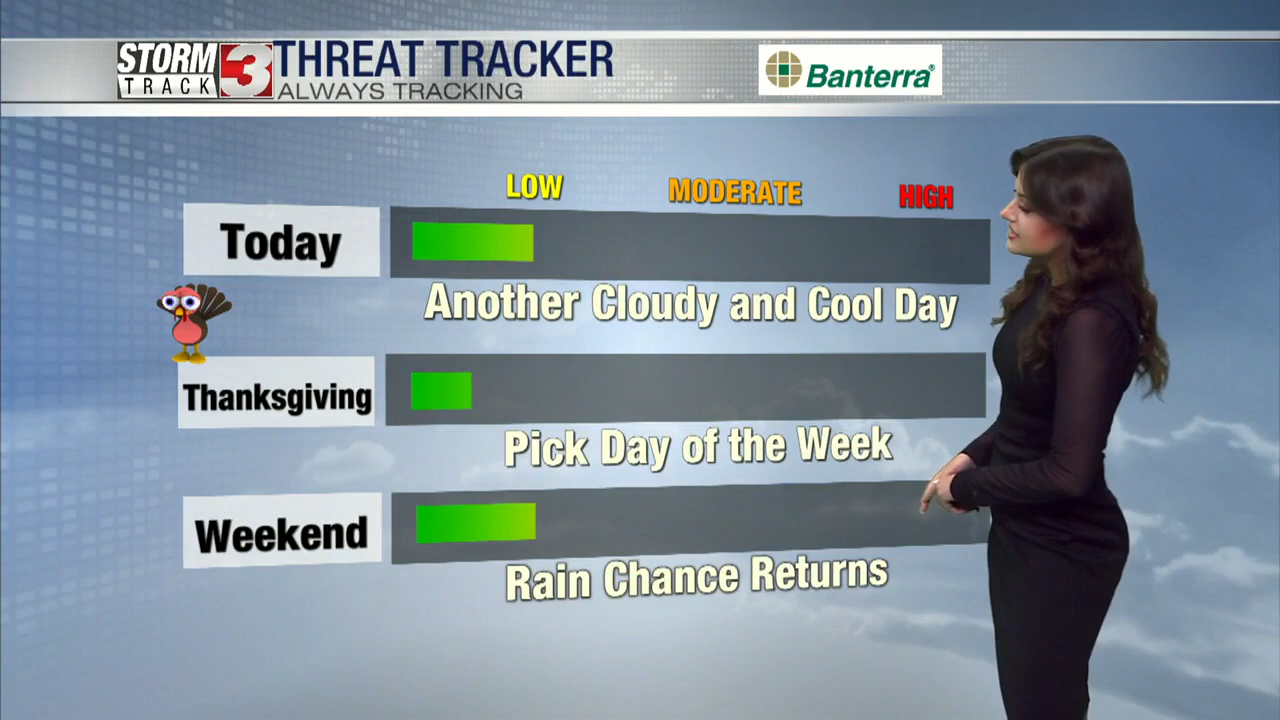 STORM
TRACK
3
THREAT TRACKER
ALWAYS TRACKING
Banterra®
LOW
MODERATE
HIGH
Today
Another Cloudy and Cool Day
Thanksgiving
Pick Day of the Week
Weekend
Rain Chance Returns